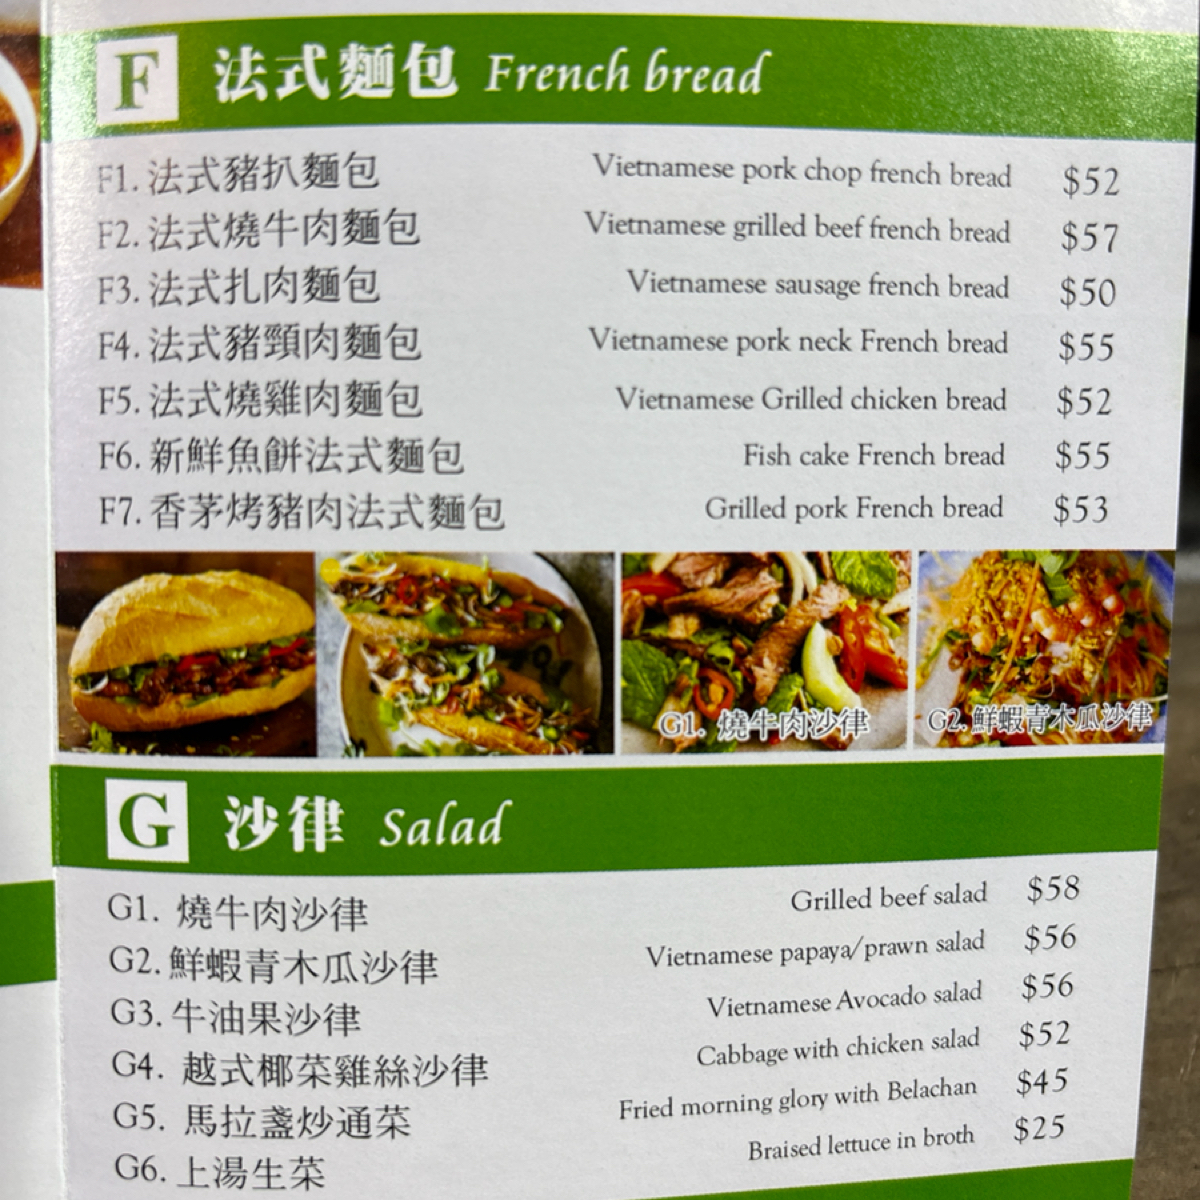 F 法式麵包 French bread
F1. 法式豬扒麵包 Vietnamese pork chop french bread $52
F2. 法式燒牛肉麵包 Vietnamese grilled beef french bread $57
F3. 法式扎肉麵包 Vietnamese sausage french bread $50
F4. 法式豬頸肉麵包 Vietnamese pork neck French bread $55
F5. 法式燒雞肉麵包 Vietnamese Grilled chicken bread $52
F6. 新鮮魚餅法式麵包 Fish cake French bread $55
F7. 香茅烤豬肉法式麵包 Grilled pork French bread $53
G1. 燒牛肉沙律
G2. 鮮蝦青木瓜沙律
G 沙律 Salad
G1. 燒牛肉沙律 Grilled beef salad $58
G2. 鮮蝦青木瓜沙律 Vietnamese papaya/prawn salad $56
G3. 牛油果沙律 Vietnamese Avocado salad $56
G4. 越式椰菜雞絲沙律 Cabbage with chicken salad $52
G5. 馬拉盞炒通菜 Fried morning glory with Belachan $45
G6. 上湯生菜 Braised lettuce in broth $25